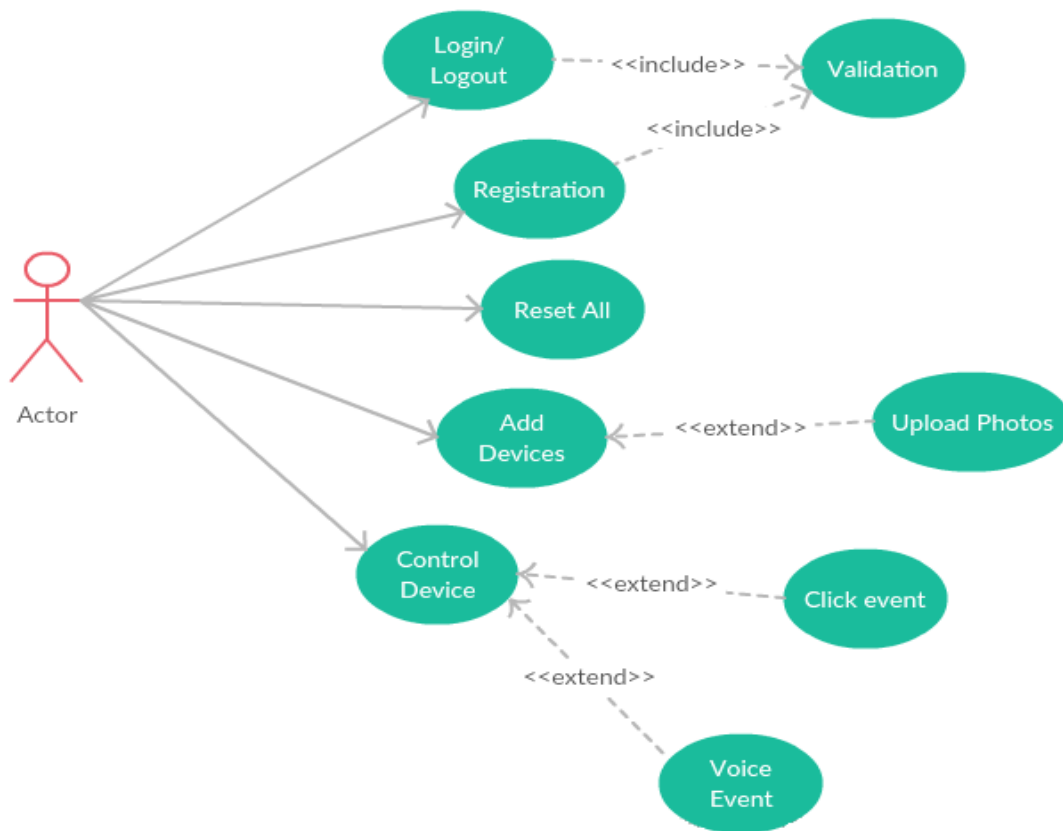 Login/
Logout
<<include>>
Validation
<<include>>
Registration
Reset All
Actor
Add
Devices
<<extend>>
Upload Photos
Control
Device
<<extend>>
Click event
<<extend>>
Voice
Event